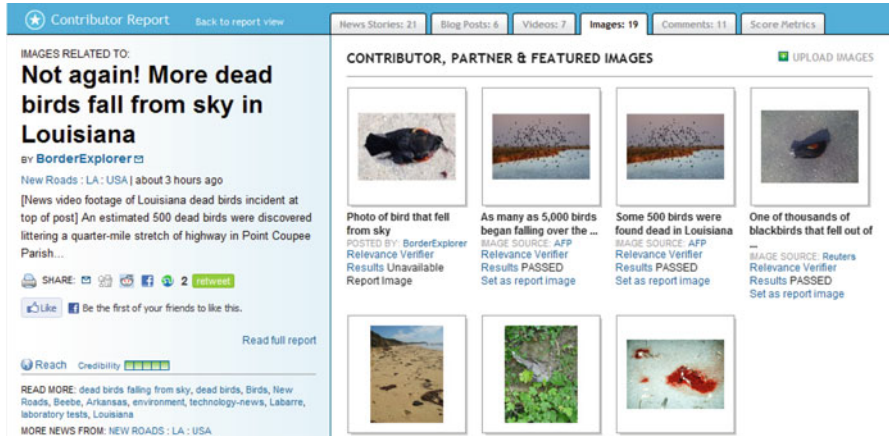 Contributor Report Back to report view
News Stories: 21 Blog Posts: 6 Videos: 7 Images: 19 Comments: 11 Score Metrics
IMAGES RELATED TO:
Not again! More dead
birds fall from sky in
Louisiana
BY BorderExplorer
New Roads : LA : USA | about 3 hours ago
[News video footage of Louisiana dead birds incident at
top of post] An estimated 500 dead birds were discovered
littering a quarter-mile stretch of highway in Point Coupee
Parish...
SHARE: 2 retweet
Like Be the first of your friends to like this.
Read full report
Reach Credibility
READ MORE: dead birds falling from sky, dead birds, Birds, New
Roads, Beebe, Arkansas, environment, technology-news, Labarre,
laboratory tests, Louisiana
MORE NEWS FROM: NEW ROADS : LA : USA
CONTRIBUTOR, PARTNER & FEATURED IMAGES
UPLOAD IMAGES
Photo of bird that fell
from sky
POSTED BY: BorderExplorer
Relevance Verifier
Results Unavailable
Report Image
As many as 5,000 birds
began falling over the ...
IMAGE SOURCE: AFP
Relevance Verifier
Results PASSED
Set as report image
Some 500 birds were
found dead in Louisiana
IMAGE SOURCE: AFP
Relevance Verifier
Results PASSED
Set as report image
One of thousands of
blackbirds that fell out of
...
IMAGE SOURCE: Reuters
Relevance Verifier
Results PASSED
Set as report image